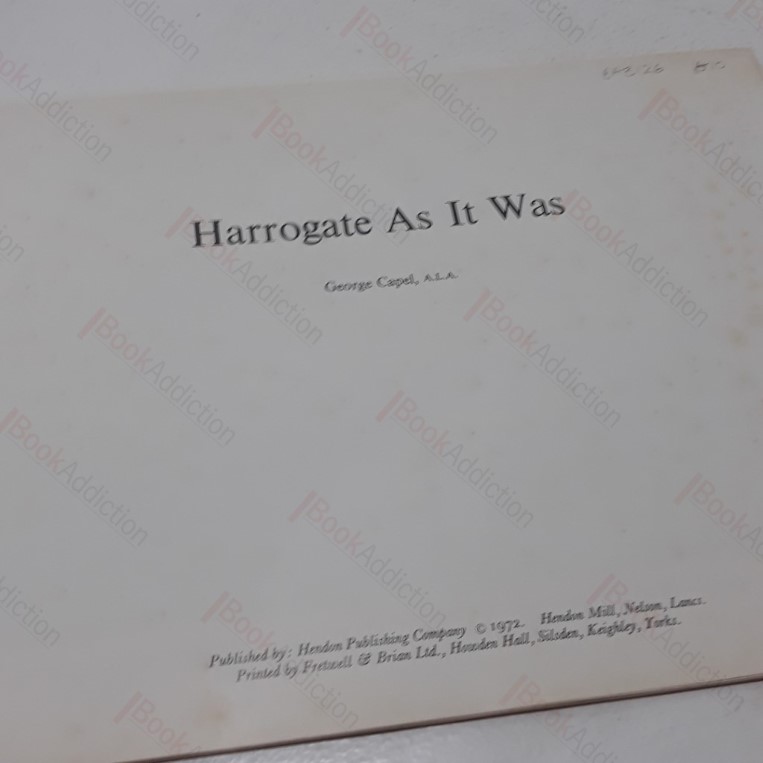 Harrogate As It Was
George Capel, A.L.A.
Published by: Hendon Publishing Company © 1972. Hendon Mill, Nelson, Lancs.
Printed by Fretwell & Brian Ltd., Howden Hall, Silsden, Keighley, Yorks.
BookAddiction